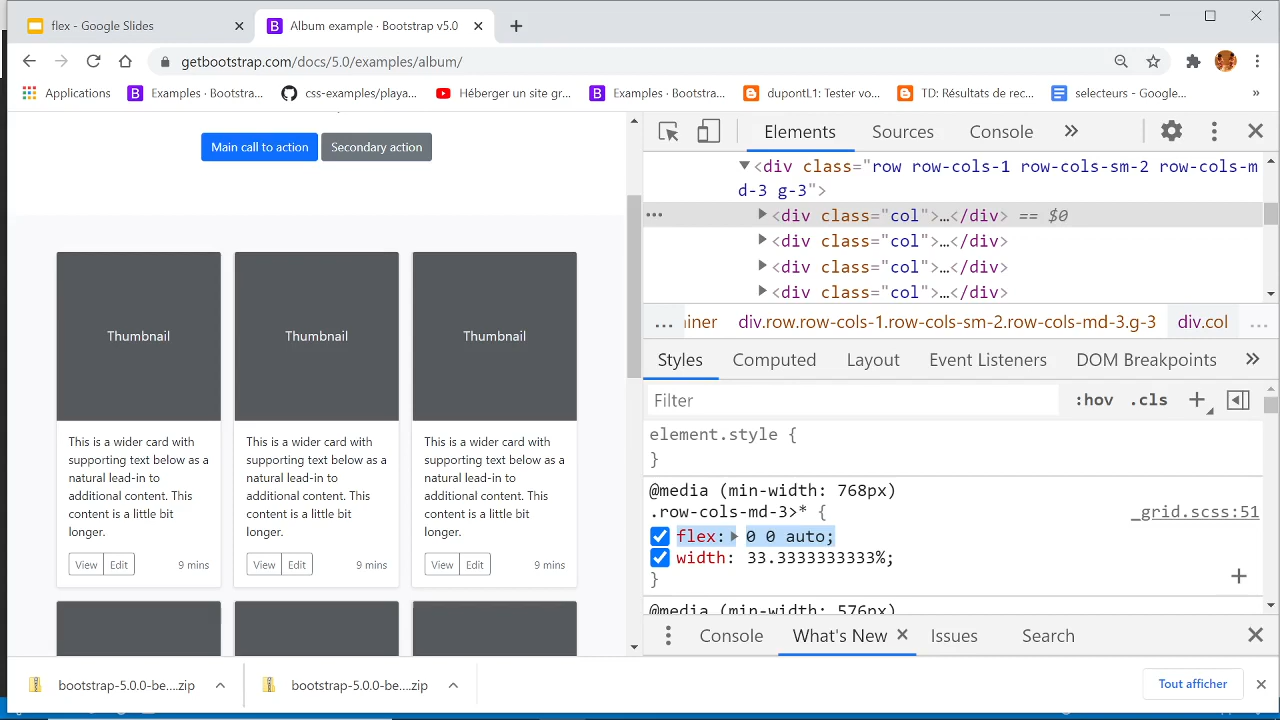 flex - Google Slides
Album example · Bootstrap v5.0
getbootstrap.com/docs/5.0/examples/album/
Applications
Examples · Bootstra...
css-examples/playa...
Héberger un site gr...
Examples · Bootstra...
dupontL1: Tester vo...
TD: Résultats de rec...
selecteurs - Google...
»
Main call to action
Secondary action
Thumbnail
This is a wider card with
supporting text below as a
natural lead-in to
additional content. This
content is a little bit
longer.
View
Edit
9 mins
Thumbnail
This is a wider card with
supporting text below as a
natural lead-in to
additional content. This
content is a little bit
longer.
View
Edit
9 mins
Thumbnail
This is a wider card with
supporting text below as a
natural lead-in to
additional content. This
content is a little bit
longer.
View
Edit
9 mins
Elements
Sources
Console
<div class="row row-cols-1 row-cols-sm-2 row-cols-m
d-3 g-3">
<div class="col">…</div> == $0
<div class="col">…</div>
<div class="col">…</div>
<div class="col">…</div>
... iner div.row.row-cols-1.row-cols-sm-2.row-cols-md-3.g-3 div.col ...
Styles
Computed
Layout
Event Listeners
DOM Breakpoints
Filter
:hov .cls
element.style {
}
@media (min-width: 768px)
.row-cols-md-3>* {
_grid.scss:51
flex: 0 0 auto;
width: 33.3333333333%;
}
@media (min-width: 576px)
Console
What's New
Issues
Search
bootstrap-5.0.0-be....zip
bootstrap-5.0.0-be....zip
Tout afficher